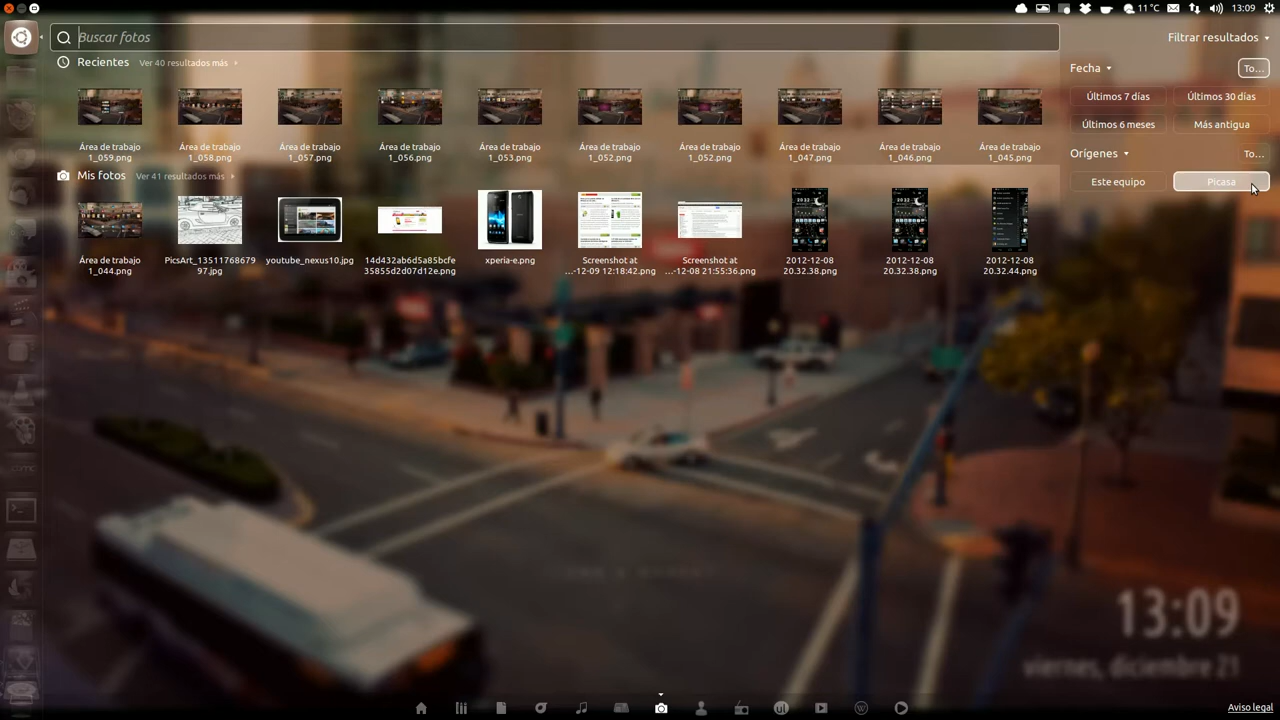 11 °C
13:09
Buscar fotos
Filtrar resultados
Recientes
Ver 40 resultados más
Fecha
To...
Últimos 7 días
Últimos 30 días
Últimos 6 meses
Más antigua
Área de trabajo
1_059.png
Área de trabajo
1_058.png
Área de trabajo
1_057.png
Área de trabajo
1_056.png
Área de trabajo
1_053.png
Área de trabajo
1_052.png
Área de trabajo
1_052.png
Área de trabajo
1_047.png
Área de trabajo
1_046.png
Área de trabajo
1_045.png
Orígenes
To...
Este equipo
Picasa
Mis fotos
Ver 41 resultados más
Área de trabajo
1_044.png
PicsArt_13511768679
97.jpg
youtube_nexus10.jpg
14d432ab6d5a85bcfe
35855d2d07d12e.png
xperia-e.png
Screenshot at
...-12-09 12:18:42.png
Screenshot at
...-12-08 21:55:36.png
2012-12-08
20.32.38.png
2012-12-08
20.32.38.png
2012-12-08
20.32.44.png
13:09
viernes, diciembre 21
Aviso legal